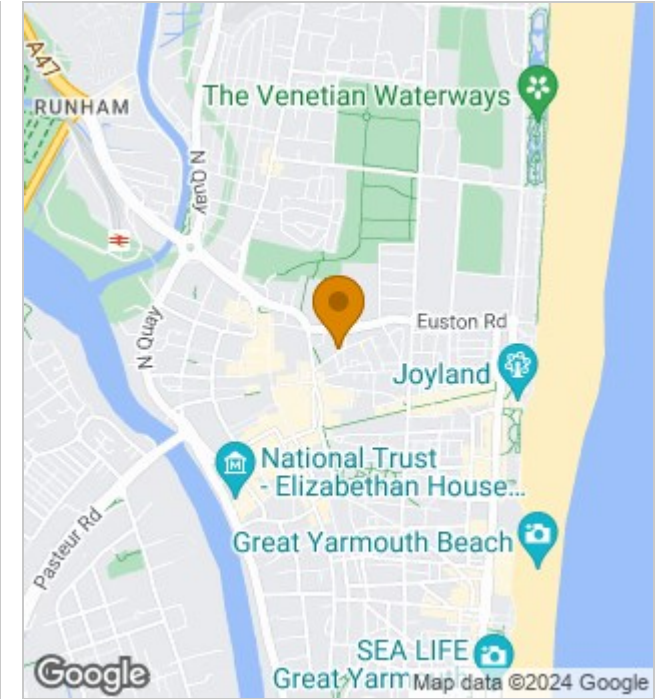 A47
RUNHAM
The Venetian Waterways
N Quay
N Quay
Euston Rd
Joyland
National Trust
- Elizabethan House...
Pasteur Rd
Great Yarmouth Beach
SEA LIFE
Great Yarm
Google
Map data ©2024 Google